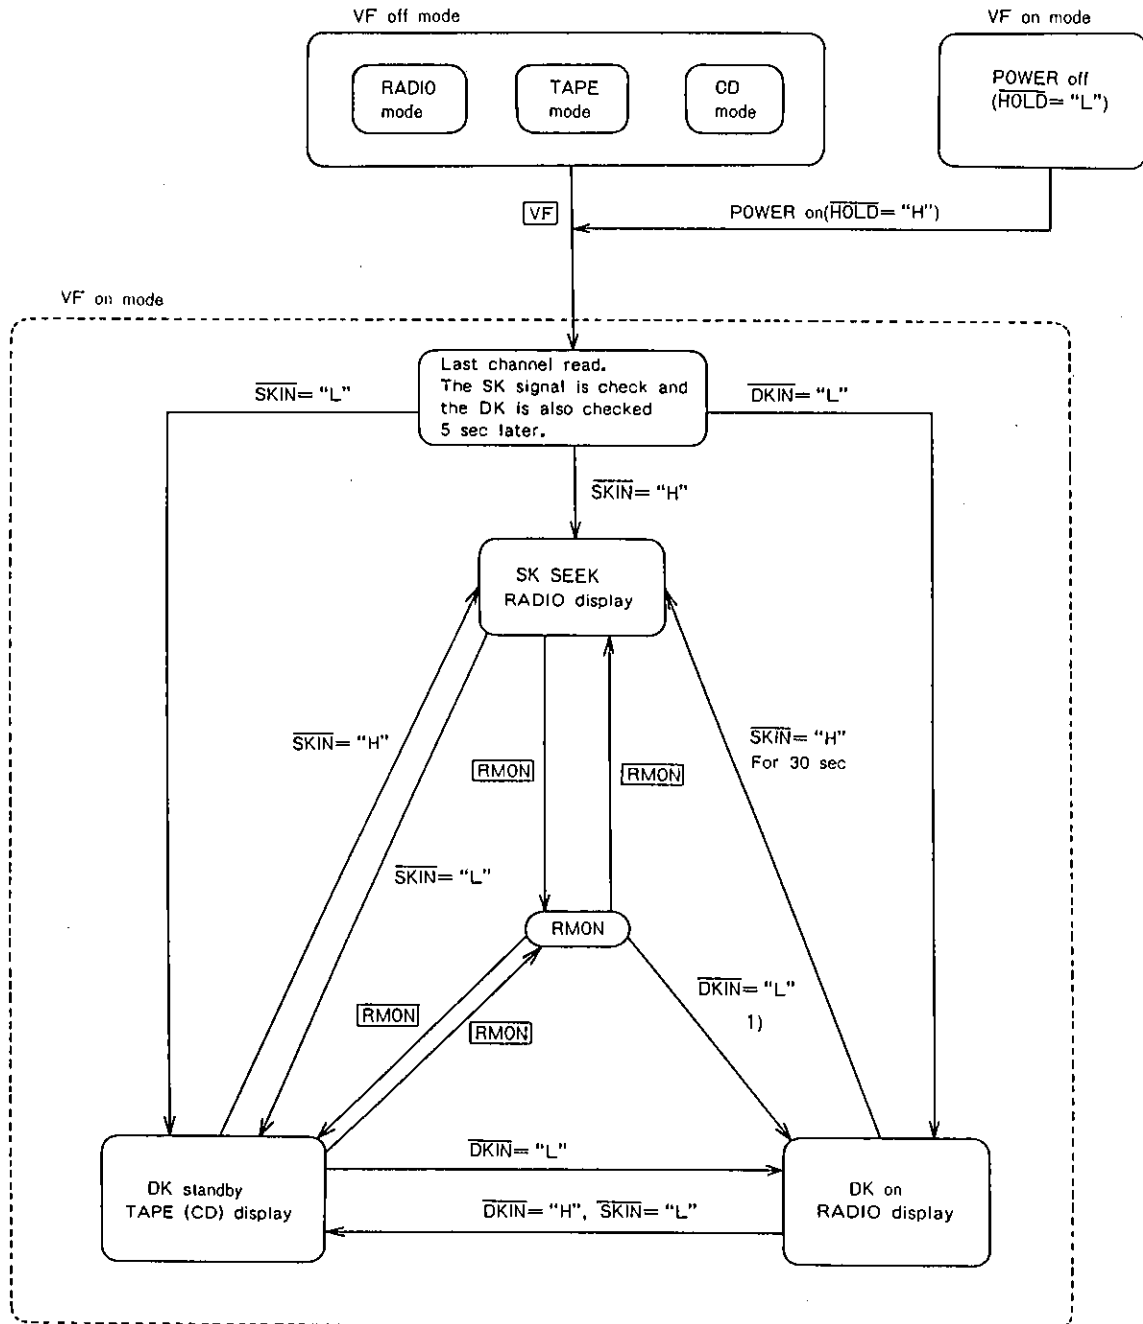 VF off mode
VF on mode
RADIO
mode
TAPE
mode
CD
mode
POWER off
(HOLD= "L")
VF
POWER on(HOLD= "H")
VF on mode
Last channel read.
The SK signal is check and
the DK is also checked
5 sec later.
SKIN= "L"
DKIN= "L"
SKIN= "H"
SK SEEK
RADIO display
SKIN= "H"
SKIN= "H"
For 30 sec
RMON
RMON
SKIN= "L"
RMON
DKIN= "L"
1)
RMON
RMON
DK standby
TAPE (CD) display
DKIN= "L"
DKIN= "H", SKIN= "L"
DK on
RADIO display